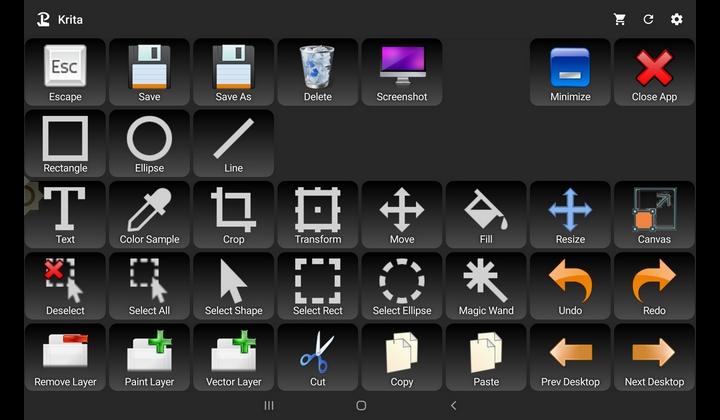 Krita
Esc
Escape Save Save As Delete Screenshot Minimize Close App
Rectangle Ellipse Line
T
Text Color Sample Crop Transform Move Fill Resize Canvas
Deselect Select All Select Shape Select Rect Select Ellipse Magic Wand Undo Redo
Remove Layer Paint Layer Vector Layer Cut Copy Paste Prev Desktop Next Desktop